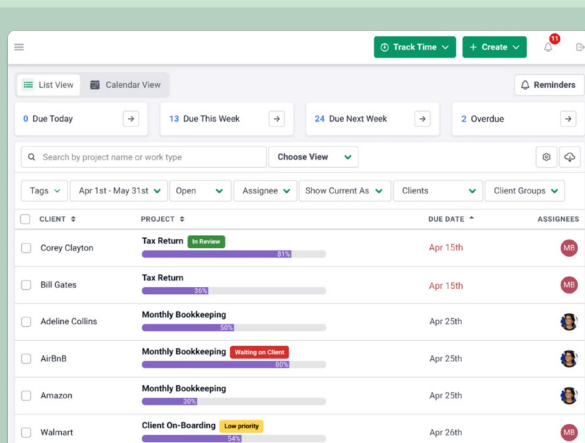 11
Track Time
+ Create
List View
Calendar View
Reminders
0 Due Today
13 Due This Week
24 Due Next Week
2 Overdue
Search by project name or work type
Choose View
Tags
Apr 1st - May 31st
Open
Assignee
Show Current As
Clients
Client Groups
CLIENT
PROJECT
DUE DATE
ASSIGNEES
Corey Clayton
Tax Return
In Review
81%
Apr 15th
MB
Bill Gates
Tax Return
36%
Apr 15th
MB
Adeline Collins
Monthly Bookkeeping
50%
Apr 25th
AirBnB
Monthly Bookkeeping
Waiting on Client
80%
Apr 25th
Amazon
Monthly Bookkeeping
30%
Apr 25th
Walmart
Client On-Boarding
Low priority
54%
Apr 26th
MB